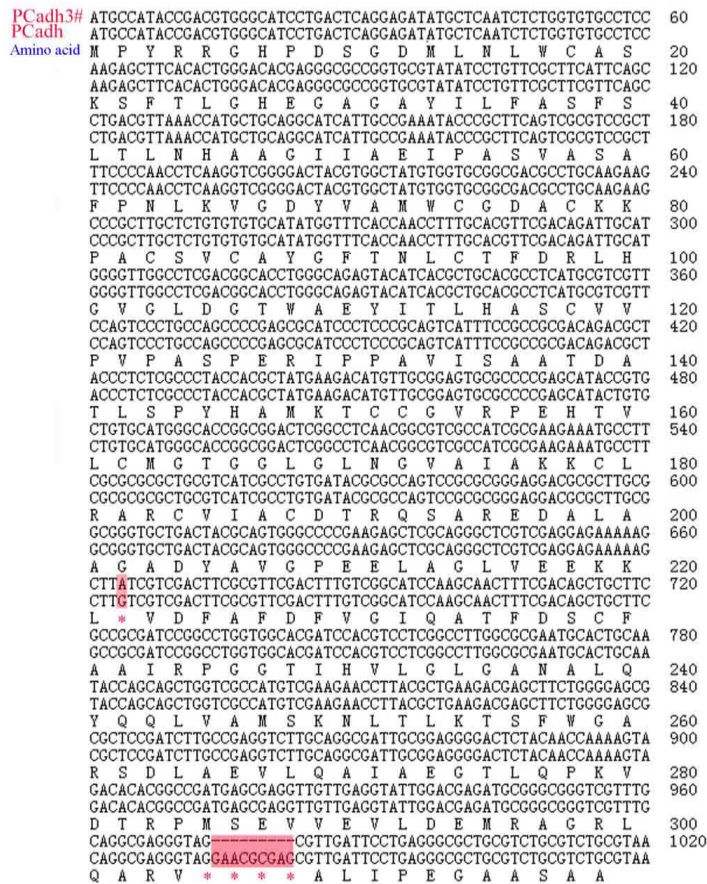 PCadh3# ATGCCATACCGACGTGGGCATCCTGACTCAGGAGATATGCTCAATCTCTGGTGTGCCTCC 60
PCadh ATGCCATACCGACGTGGGCATCCTGACTCAGGAGATATGCTCAATCTCTGGTGTGCCTCC
Amino acid M P Y R R G H P D S G D M L N L W C A S 20
AAGAGCTTCACACTGGGACACGAGGGCGCCGGTGCGTATATCCTGTTCGCTTCATTCAGC 120
AAGAGCTTCACACTGGGACACGAGGGCGCCGGTGCGTATATCCTGTTCGCTTCGTTCAGC
K S F T L G H E G A G A Y I L F A S F S 40
CTGACGTTAAACCATGCTGCAGGCATCATTGCCGAAATACCCGCTTCAGTCGCGTCCGCT 180
CTGACGTTAAACCATGCTGCAGGCATCATTGCCGAAATACCCGCTTCAGTCGCGTCCGCT
L T L N H A A G I I A E I P A S V A S A 60
TTCCCCAACCTCAAGGTCGGGGACTACGTGGCTATGTGGTGCGGCGACGCCTGCAAGAAG 240
TTCCCCAACCTCAAGGTCGGGGACTACGTGGCTATGTGGTGCGGCGACGCCTGCAAGAAG
F P N L K V G D Y V A M W C G D A C K K 80
CCCGCTTGCTCTGTGTGTGCATATGGTTTCACCAACCTTTGCACGTTCGACAGATTGCAT 300
CCCGCTTGCTCTGTGTGTGCATATGGTTTCACCAACCTTTGCACGTTCGACAGATTGCAT
P A C S V C A Y G F T N L C T F D R L H 100
GGGGTTGGCCTCGACGGCACCTGGGCAGAGTACATCACGCTGCACGCCTCATGCGTCGTT 360
GGGGTTGGCCTCGACGGCACCTGGGCAGAGTACATCACGCTGCACGCCTCATGCGTCGTT
G V G L D G T W A E Y I T L H A S C V V 120
CCAGTCCCTGCCAGCCCCGAGCGCATCCCTCCCGCAGTCATTTCCGCCGCGACAGACGCT 420
CCAGTCCCTGCCAGCCCCGAGCGCATCCCTCCCGCAGTCATTTCCGCCGCGACAGACGCT
P V P A S P E R I P P A V I S A A T D A 140
ACCCTCTCGCCCTACCACGCTATGAAGACATGTTGCGGAGTGCGCCCCGAGCATACCGTG 480
ACCCTCTCGCCCTACCACGCTATGAAGACATGTTGCGGAGTGCGCCCCGAGCATACTGTG
T L S P Y H A M K T C C G V R P E H T V 160
CTGTGCATGGGCACCGGCGGACTCGGCCTCAACGGCGTCGCCATCGCGAAGAAATGCCTT 540
CTGTGCATGGGCACCGGCGGACTCGGCCTCAACGGCGTCGCCATCGCGAAGAAATGCCTT
L C M G T G G L G L N G V A I A K K C L 180
CGCGCGCGCTGCGTCATCGCCTGTGATACGCGCCAGTCCGCGCGGGAGGACGCGCTTGCG 600
CGCGCGCGCTGCGTCATCGCCTGTGATACGCGCCAGTCCGCGCGGGAGGACGCGCTTGCG
R A R C V I A C D T R Q S A R E D A L A 200
GCGGGTGCTGACTACGCAGTGGGCCCCGAAGAGCTCGCAGGGCTCGTCGAGGAGAAAAAG 660
GCGGGTGCTGACTACGCAGTGGGCCCCGAAGAGCTCGCAGGGCTCGTCGAGGAGAAAAAG
A G A D Y A V G P E E L A G L V E E K K 220
CTTATCGTCGACTTCGCGTTCGACTTTGTCGGCATCCAAGCAACTTTCGACAGCTGCTTC 720
CTTGTCGTCGACTTCGCGTTCGACTTTGTCGGCATCCAAGCAACTTTCGACAGCTGCTTC
L * V D F A F D F V G I Q A T F D S C F
GCCGCGATCCGGCCTGGTGGCACGATCCACGTCCTCGGCCTTGGCGCGAATGCACTGCAA 780
GCCGCGATCCGGCCTGGTGGCACGATCCACGTCCTCGGCCTTGGCGCGAATGCACTGCAA
A A I R P G G T I H V L G L G A N A L Q 240
TACCAGCAGCTGGTCGCCATGTCGAAGAACCTTACGCTGAAGACGAGCTTCTGGGGAGCG 840
TACCAGCAGCTGGTCGCCATGTCGAAGAACCTTACGCTGAAGACGAGCTTCTGGGGAGCG
Y Q Q L V A M S K N L T L K T S F W G A 260
CGCTCCGATCTTGCCGAGGTCTTGCAGGCGATTGCGGAGGGGACTCTACAACCAAAAGTA 900
CGCTCCGATCTTGCCGAGGTCTTGCAGGCGATTGCGGAGGGGACTCTACAACCAAAAGTA
R S D L A E V L Q A I A E G T L Q P K V 280
GACACACGGCCGATGAGCGAGGTTGTTGAGGTATTGGACGAGATGCGGGCGGGTCGTTTG 960
GACACACGGCCGATGAGCGAGGTTGTTGAGGTATTGGACGAGATGCGGGCGGGTCGTTTG
D T R P M S E V V E V L D E M R A G R L 300
CAGGCGAGGGTAG---------CGTTGATTCCTGAGGGCGCTGCGTCTGCGTCTGCGTAA 1020
CAGGCGAGGGTAGGAACGCGAGCGTTGATTCCTGAGGGCGCTGCGTCTGCGTCTGCGTAA
Q A R V * * * * A L I P E G A A S A A